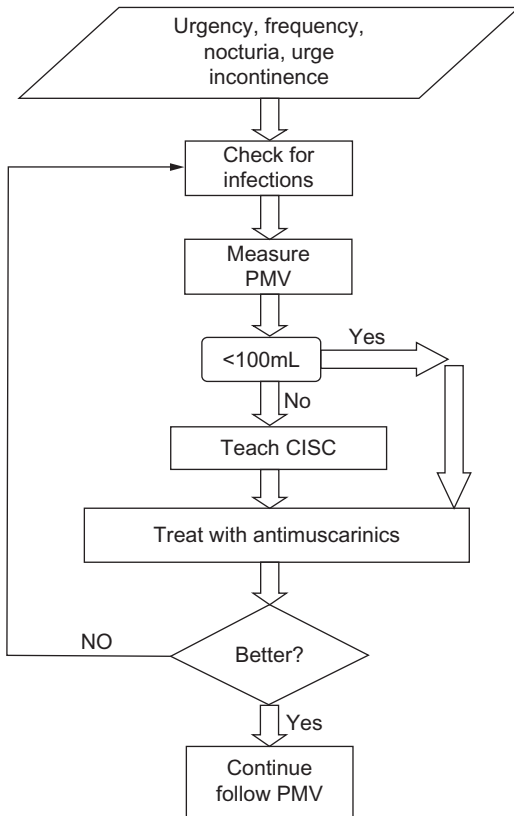 Urgency, frequency,
nocturia, urge
incontinence
Check for
infections
Measure
PMV
<100mL
Yes
No
Teach CISC
Treat with antimuscarinics
Better?
NO
Yes
Continue
follow PMV